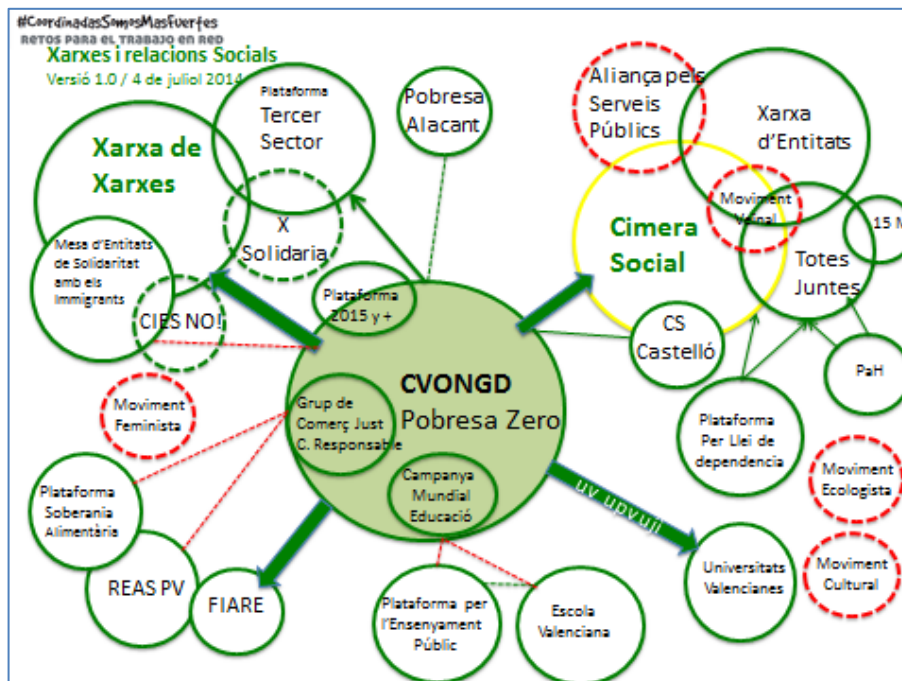 #CoordinadasSomosMasFuertes
RETOS PARA EL TRABAJO EN RED
Xarxes i relacions Socials
Versió 1.0 / 4 de juliol 2014
Xarxa de
Xarxes
Plataforma
Tercer
Sector
Pobresa
Alacant
Aliança pels
Serveis
Públics
Xarxa
d'Entitats
X
Solidaria
Mesa d'Entitats
de Solidaritat
amb els
Immigrants
CIES NO!
Plataforma
2015 y +
Cimera
Social
Moviment
Veïnal
15 M
Totes
Juntes
CS
Castelló
PaH
CVONGD
Pobresa Zero
Grup de
Comerç Just
C. Responsable
Campanya
Mundial
Educació
Moviment
Feminista
Plataforma
Per Llei de
dependencia
Moviment
Ecologista
Plataforma
Soberania
Alimentària
uv upvuji
REAS PV
FIARE
Universitats
Valencianes
Moviment
Cultural
Plataforma per
l'Ensenyament
Públic
Escola
Valenciana